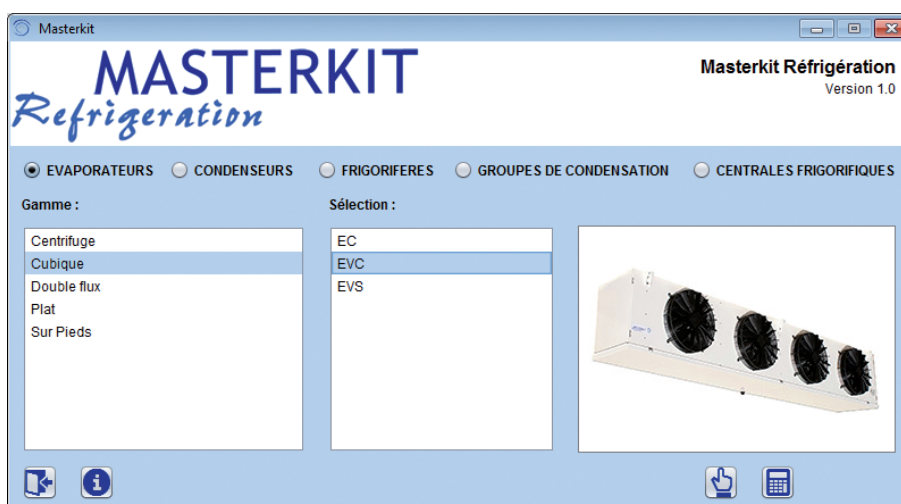 Masterkit
MASTERKIT
Refrigeration
Masterkit Réfrigération
Version 1.0
EVAPORATEURS CONDENSEURS FRIGORIFERES GROUPES DE CONDENSATION CENTRALES FRIGORIFIQUES
Gamme :
Sélection :
Centrifuge
Cubique
Double flux
Plat
Sur Pieds
EC
EVC
EVS